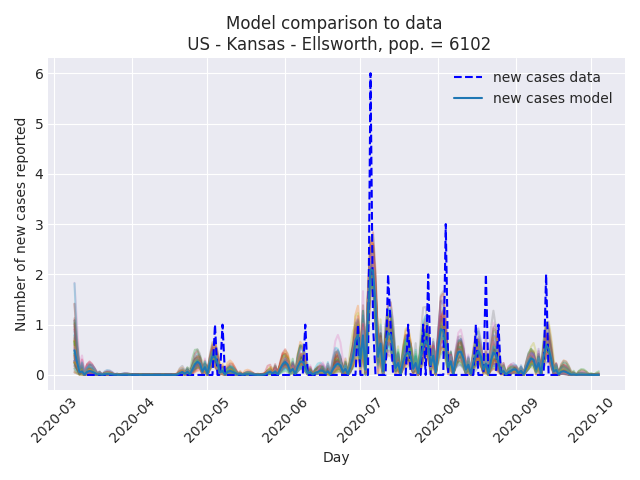 Model comparison to data
US - Kansas - Ellsworth, pop. = 6102
new cases data
new cases model
Number of new cases reported
6
5
4
3
2
1
0
2020-03
2020-04
2020-05
2020-06
2020-07
2020-08
2020-09
2020-10
Day